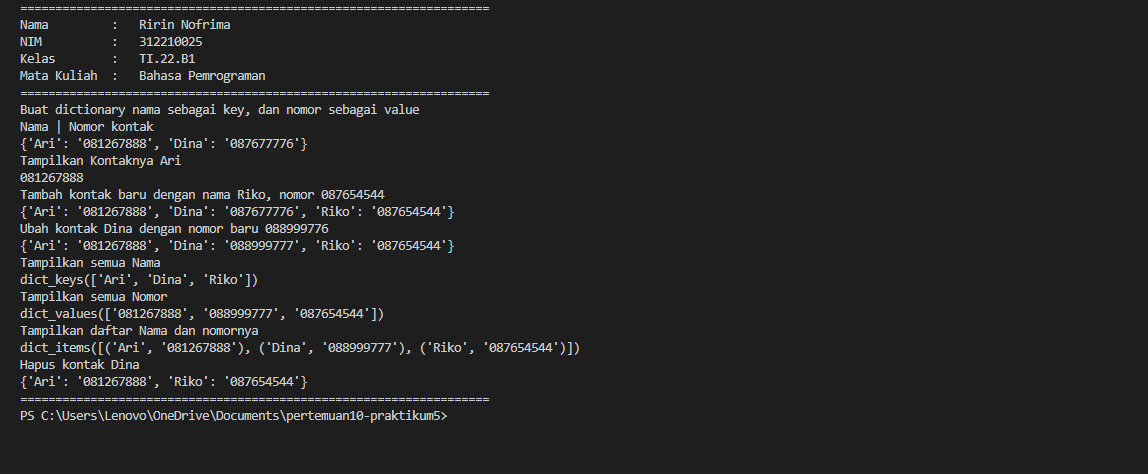 ===================================================================
Nama         :   Ririn Nofrima
NIM          :   312210025
Kelas        :   TI.22.B1
Mata Kuliah  :   Bahasa Pemrograman
===================================================================
Buat dictionary nama sebagai key, dan nomor sebagai value
Nama | Nomor kontak
{'Ari': '081267888', 'Dina': '087677776'}
Tampilkan Kontaknya Ari
081267888
Tambah kontak baru dengan nama Riko, nomor 087654544
{'Ari': '081267888', 'Dina': '087677776', 'Riko': '087654544'}
Ubah kontak Dina dengan nomor baru 088999776
{'Ari': '081267888', 'Dina': '088999777', 'Riko': '087654544'}
Tampilkan semua Nama
dict_keys(['Ari', 'Dina', 'Riko'])
Tampilkan semua Nomor
dict_values(['081267888', '088999777', '087654544'])
Tampilkan daftar Nama dan nomornya
dict_items([('Ari', '081267888'), ('Dina', '088999777'), ('Riko', '087654544')])
Hapus kontak Dina
{'Ari': '081267888', 'Riko': '087654544'}
===================================================================
PS C:\Users\Lenovo\OneDrive\Documents\pertemuan10-praktikum5>